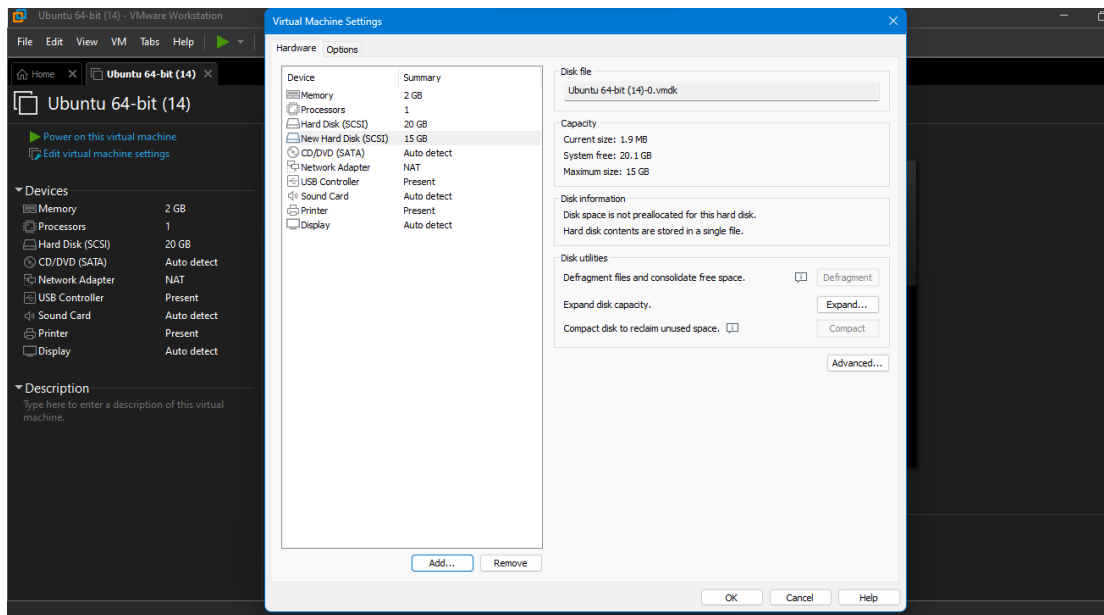 Ubuntu 64-bit (14) - VMware Workstation
File Edit View VM Tabs Help
Home
Ubuntu 64-bit (14)
Ubuntu 64-bit (14)
Power on this virtual machine
Edit virtual machine settings
Devices
Memory 2 GB
Processors 1
Hard Disk (SCSI) 20 GB
CD/DVD (SATA) Auto detect
Network Adapter NAT
USB Controller Present
Sound Card Auto detect
Printer Present
Display Auto detect
Description
Type here to enter a description of this virtual
machine.
Virtual Machine Settings
Hardware Options
Device Summary
Memory 2 GB
Processors 1
Hard Disk (SCSI) 20 GB
New Hard Disk (SCSI) 15 GB
CD/DVD (SATA) Auto detect
Network Adapter NAT
USB Controller Present
Sound Card Auto detect
Printer Present
Display Auto detect
Add... Remove
Disk file
Ubuntu 64-bit (14)-0.vmdk
Capacity
Current size: 1.9 MB
System free: 20.1 GB
Maximum size: 15 GB
Disk information
Disk space is not preallocated for this hard disk.
Hard disk contents are stored in a single file.
Disk utilities
Defragment files and consolidate free space. Defragment
Expand disk capacity. Expand...
Compact disk to reclaim unused space. Compact
Advanced...
OK Cancel Help